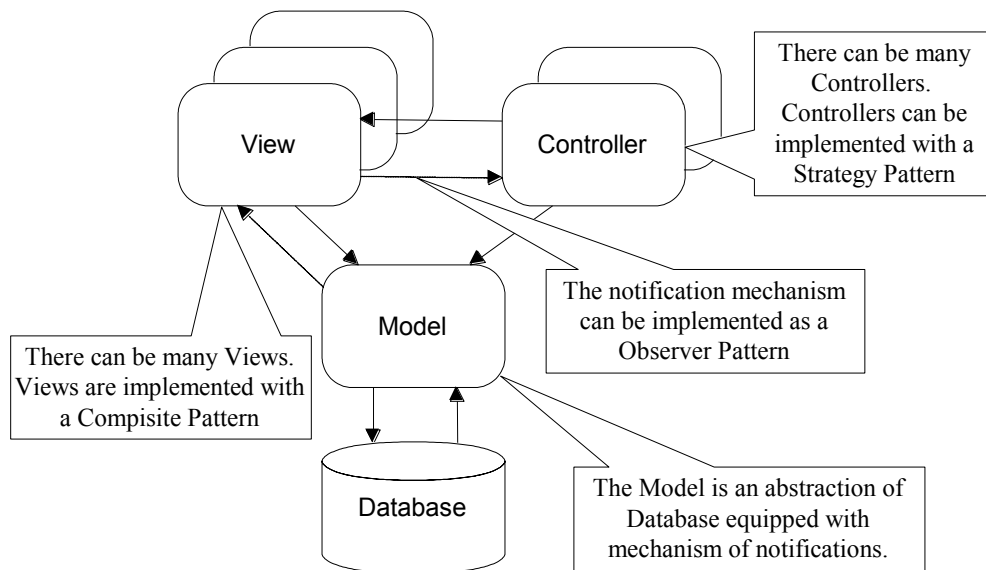 There can be many
Controllers.
Controllers can be
implemented with a
Strategy Pattern
View
Controller
The notification mechanism
can be implemented as a
Observer Pattern
Model
There can be many Views.
Views are implemented with
a Compisite Pattern
Database
The Model is an abstraction of
Database equipped with
mechanism of notifications.